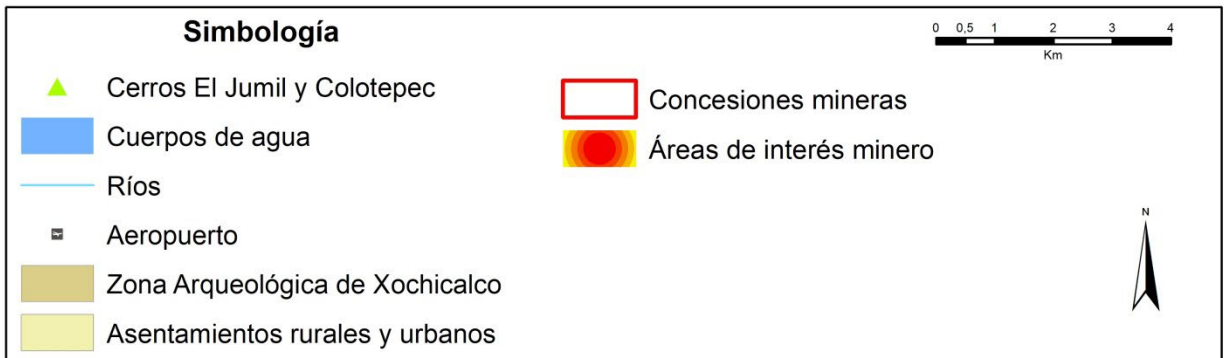 Simbología
Cerros El Jumil y Colotepec
Cuerpos de agua
Ríos
Aeropuerto
Zona Arqueológica de Xochicalco
Asentamientos rurales y urbanos
Concesiones mineras
Áreas de interés minero
0 0,5 1 2 3 4
Km
N